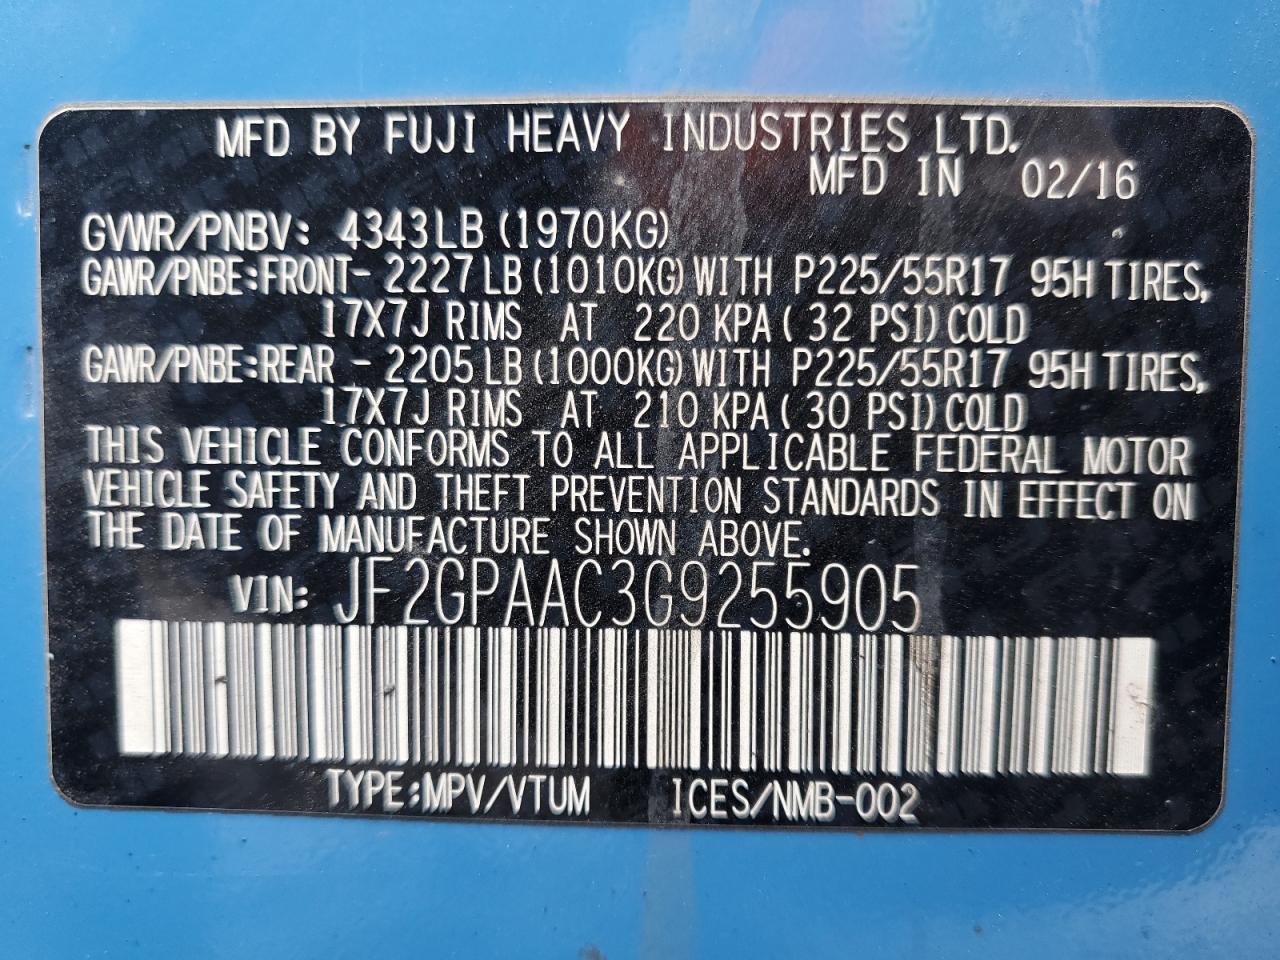 MFD BY FUJI HEAVY INDUSTRIES LTD.
MFD IN 02/16
GVWR/PNBV: 4343LB (1970KG)
GAWR/PNBE:FRONT- 2227LB (1010KG) WITH P225/55R17 95H TIRES,
17X7J RIMS AT 220 KPA ( 32 PSI) COLD
GAWR/PNBE:REAR - 2205LB (1000KG) WITH P225/55R17 95H TIRES,
17X7J RIMS AT 210 KPA ( 30 PSI) COLD
THIS VEHICLE CONFORMS TO ALL APPLICABLE FEDERAL MOTOR
VEHICLE SAFETY AND THEFT PREVENTION STANDARDS IN EFFECT ON
THE DATE OF MANUFACTURE SHOWN ABOVE.
VIN: JF2GPAAC3G9255905
TYPE:MPV/VTUM ICES/NMB-002